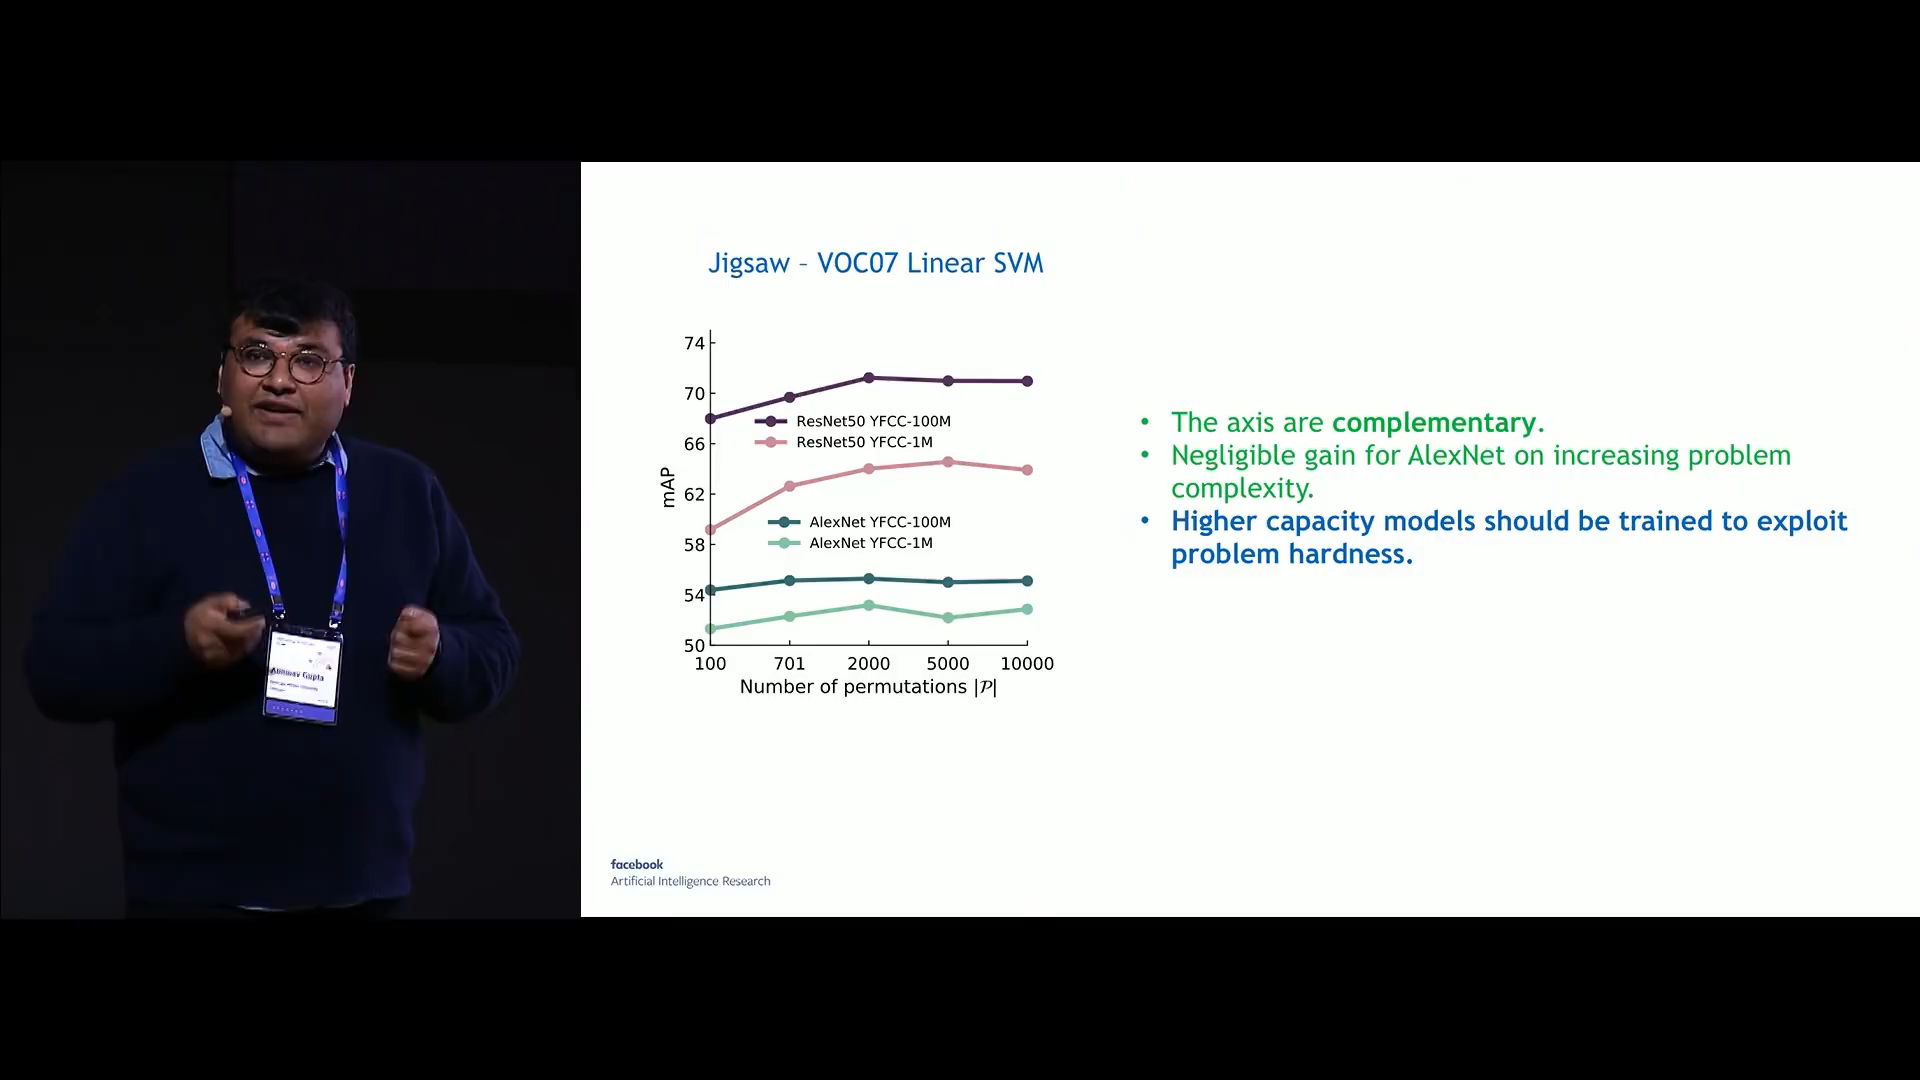 Jigsaw – VOC07 Linear SVM
74
70
66
62
58
54
50
mAP
ResNet50 YFCC-100M
ResNet50 YFCC-1M
AlexNet YFCC-100M
AlexNet YFCC-1M
100 701 2000 5000 10000
Number of permutations |𝒫|
• The axis are complementary.
• Negligible gain for AlexNet on increasing problem
complexity.
• Higher capacity models should be trained to exploit
problem hardness.
facebook
Artificial Intelligence Research
Abhinav Gupta